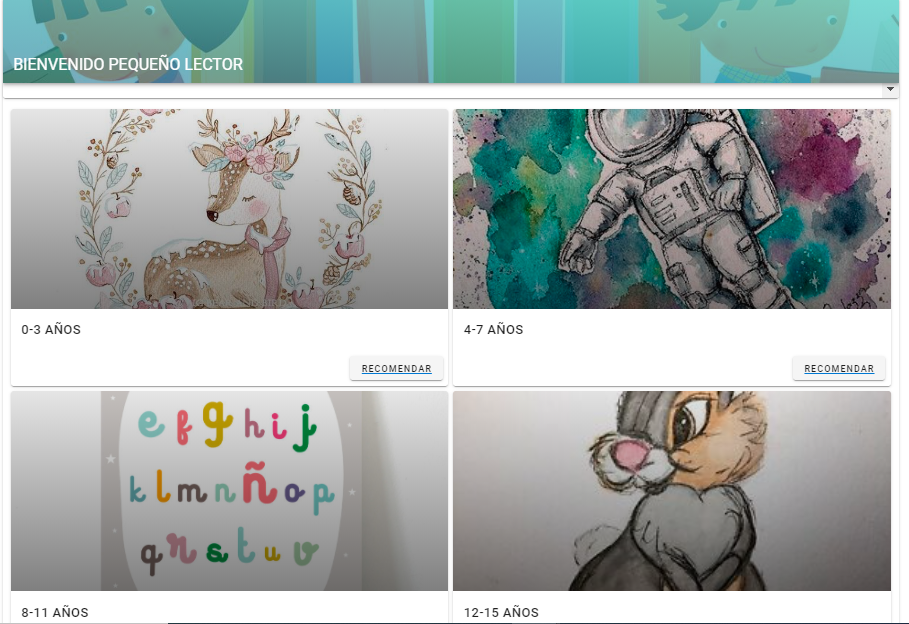 BIENVENIDO PEQUEÑO LECTOR
0-3 AÑOS
4-7 AÑOS
RECOMENDAR
RECOMENDAR
e f g h i j
k l m n ñ o p
q r s t u v
8-11 AÑOS
12-15 AÑOS